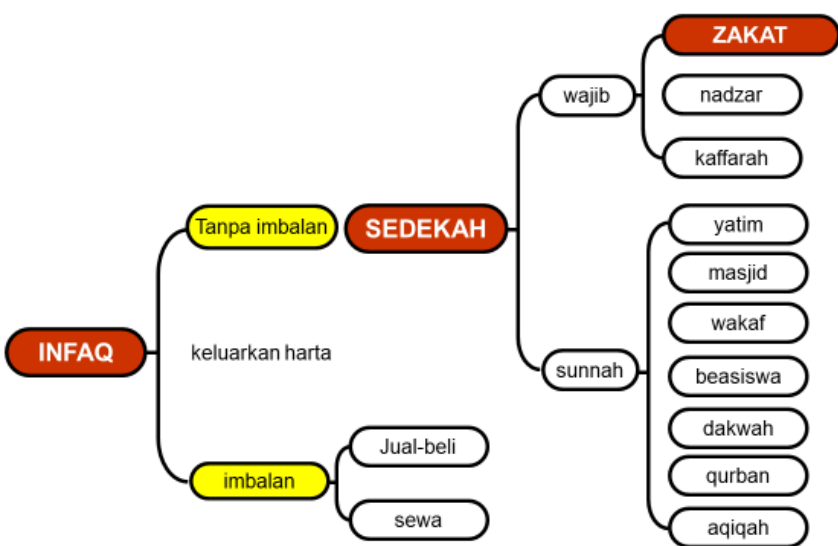 INFAQ
keluarkan harta
Tanpa imbalan
SEDEKAH
wajib
ZAKAT
nadzar
kaffarah
sunnah
yatim
masjid
wakaf
beasiswa
dakwah
qurban
aqiqah
imbalan
Jual-beli
sewa